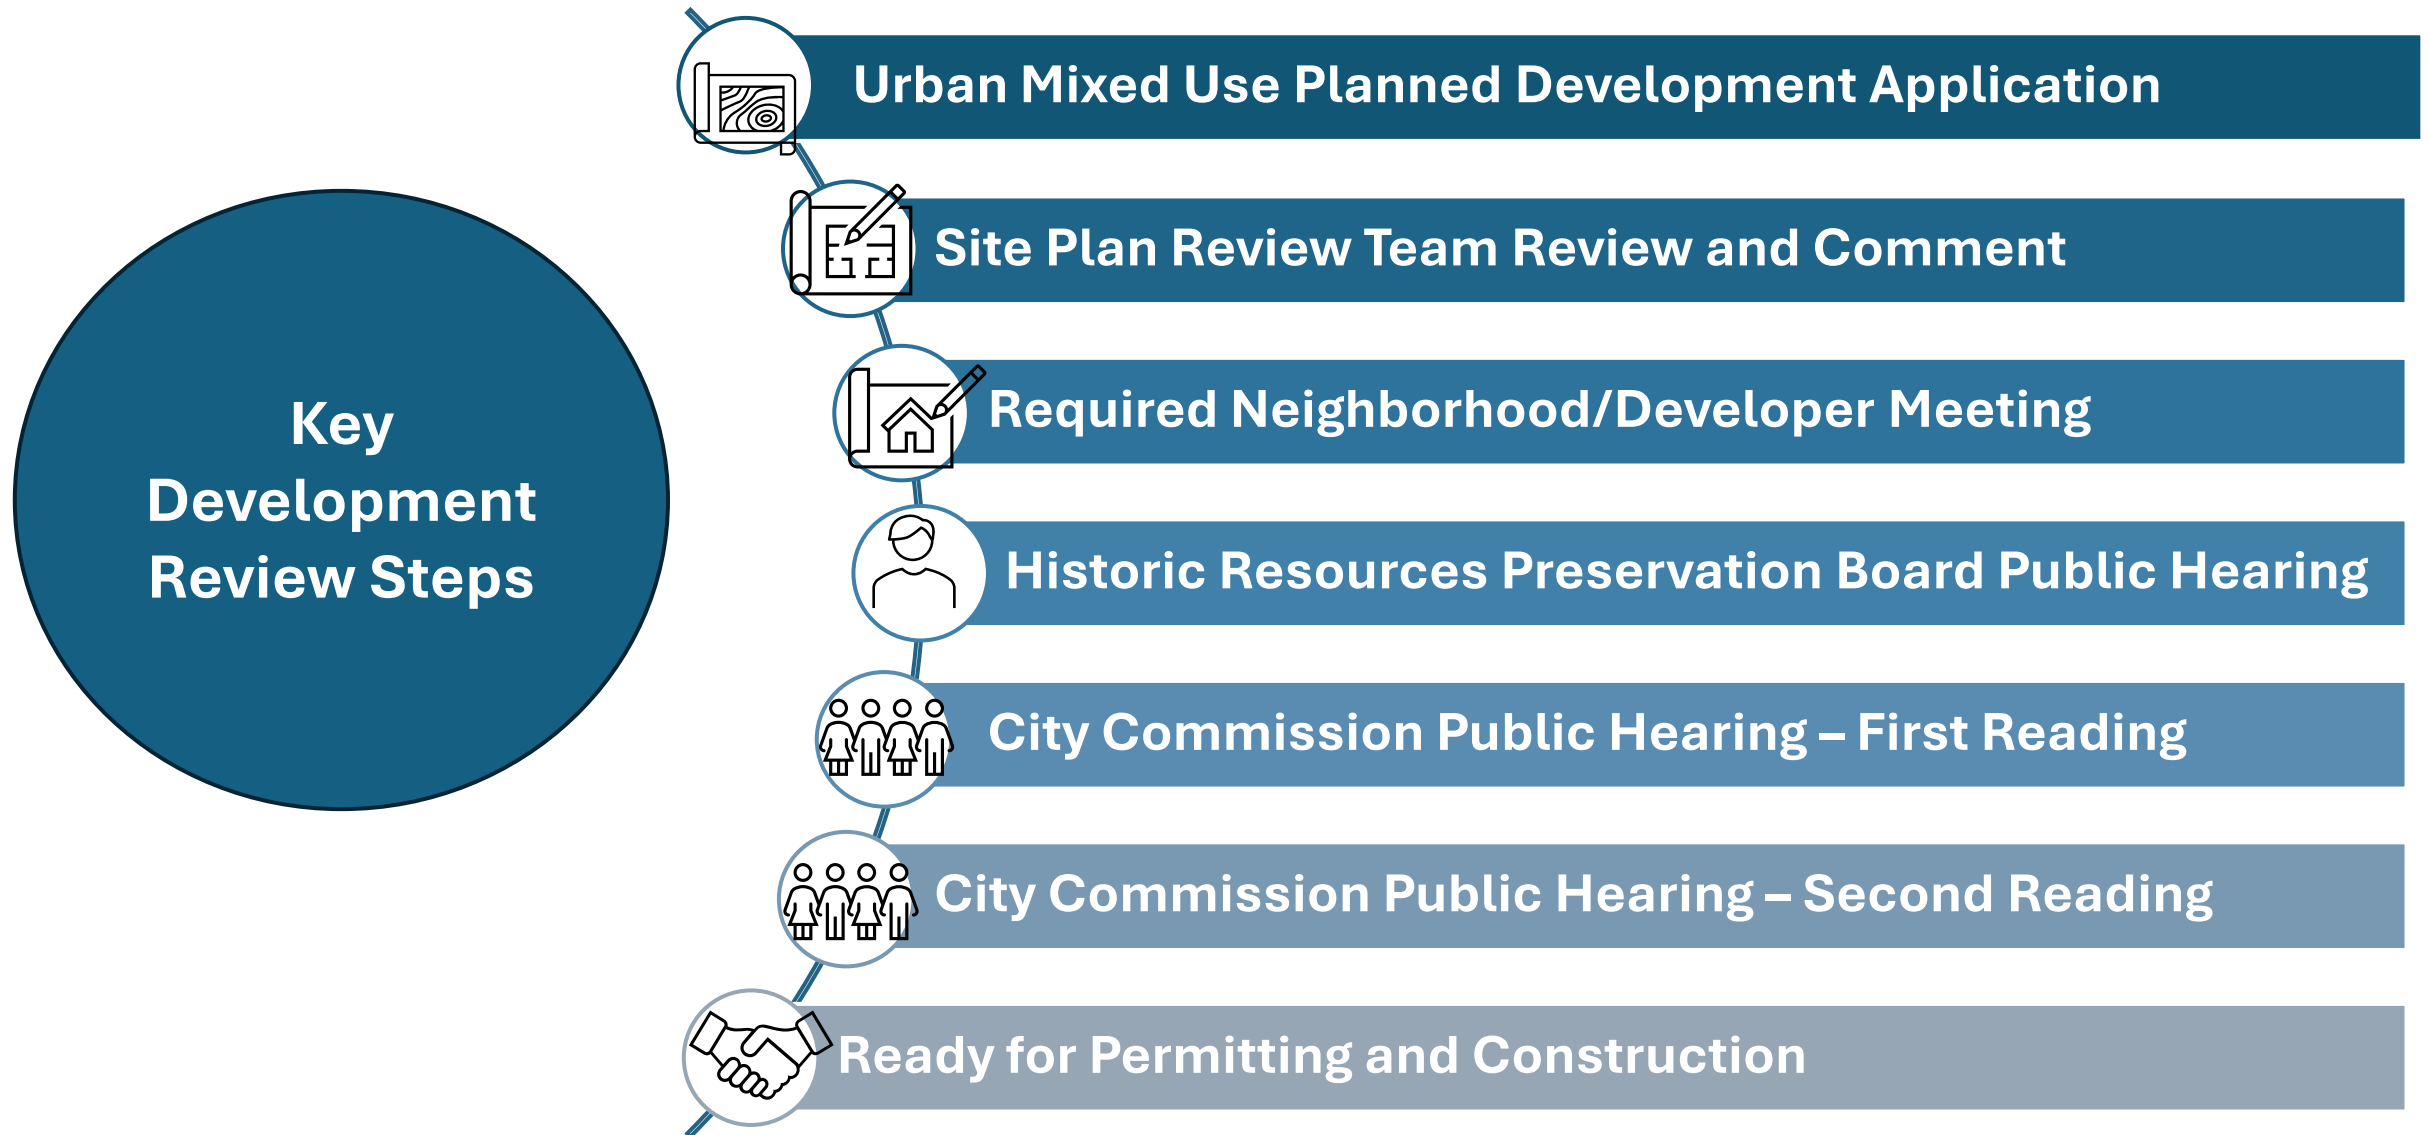 Key
Development
Review Steps
Urban Mixed Use Planned Development Application
Site Plan Review Team Review and Comment
Required Neighborhood/Developer Meeting
Historic Resources Preservation Board Public Hearing
City Commission Public Hearing – First Reading
City Commission Public Hearing – Second Reading
Ready for Permitting and Construction